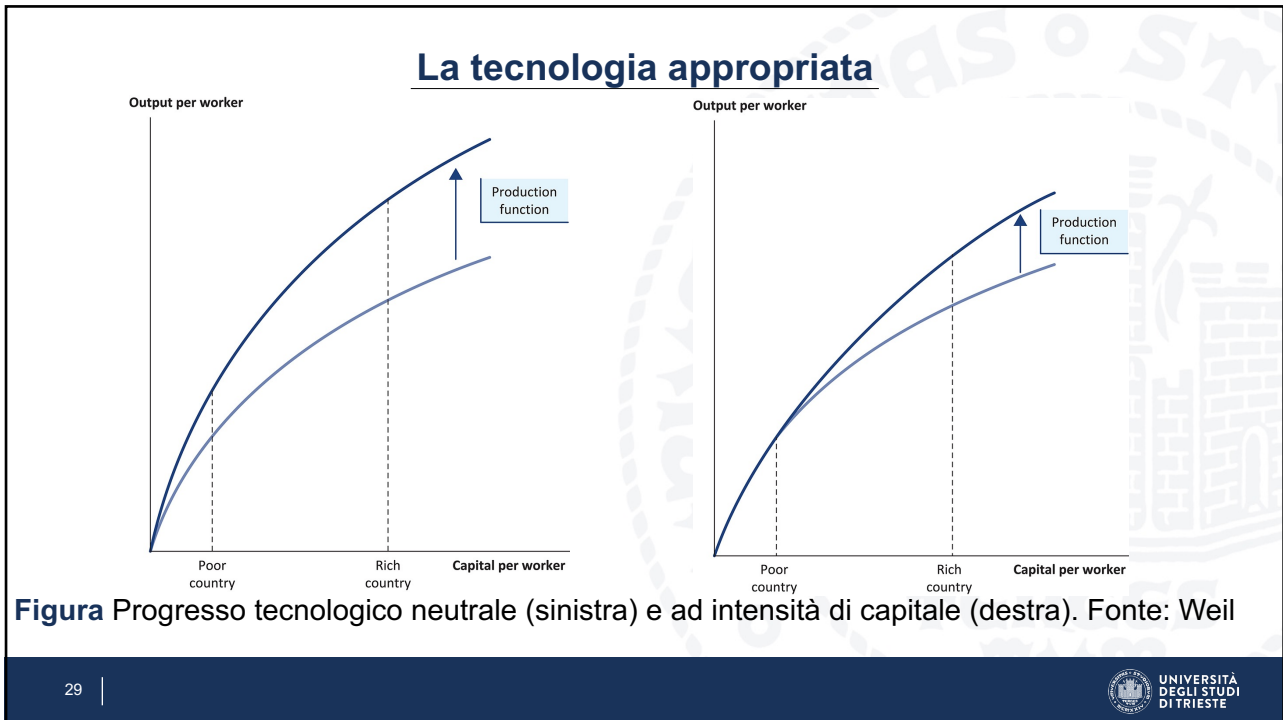 La tecnologia appropriata
Output per worker
Production
function
Poor
country
Rich
country
Capital per worker
Output per worker
Production
function
Poor
country
Rich
country
Capital per worker
Figura Progresso tecnologico neutrale (sinistra) e ad intensità di capitale (destra). Fonte: Weil
29
UNIVERSITÀ
DEGLI STUDI
DI TRIESTE